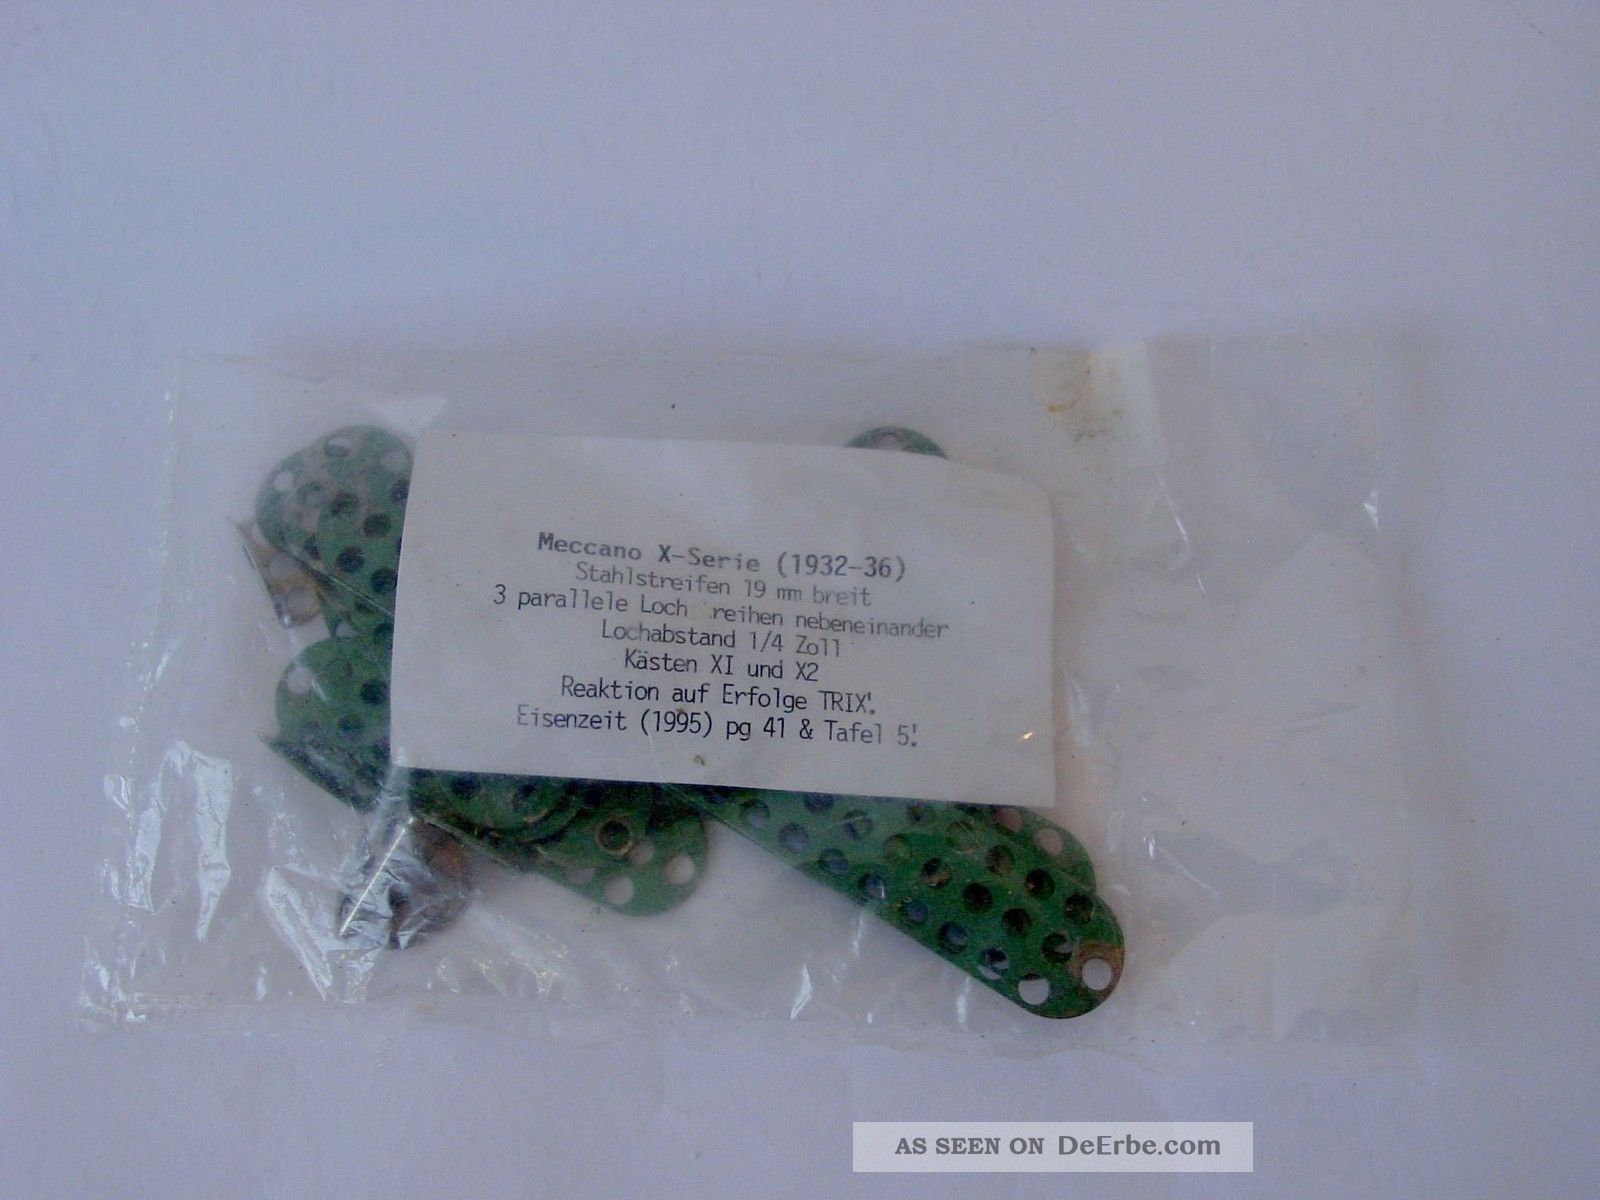 Meccano X-Serie (1932-36)
Stahlstreifen 19 mm breit
3 parallele Loch reihen nebeneinander
Lochabstand 1/4 Zoll
Kästen XI und X2
Reaktion auf Erfolge TRIX!
Eisenzeit (1995) pg 41 & Tafel 5!
AS SEEN ON DeErbe.com